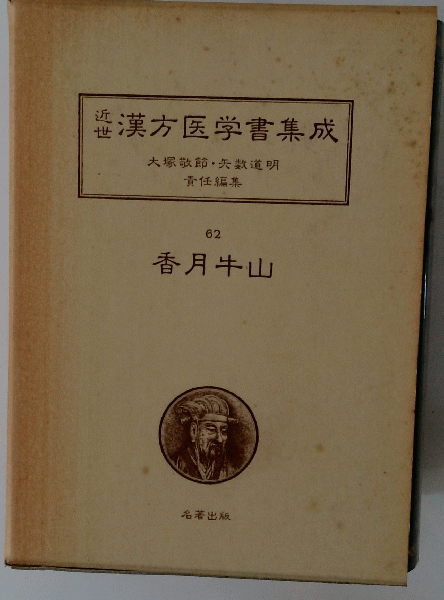 近世漢方医学書集成
大塚敬節・矢数道明
責任編集
62
香月牛山
名著出版